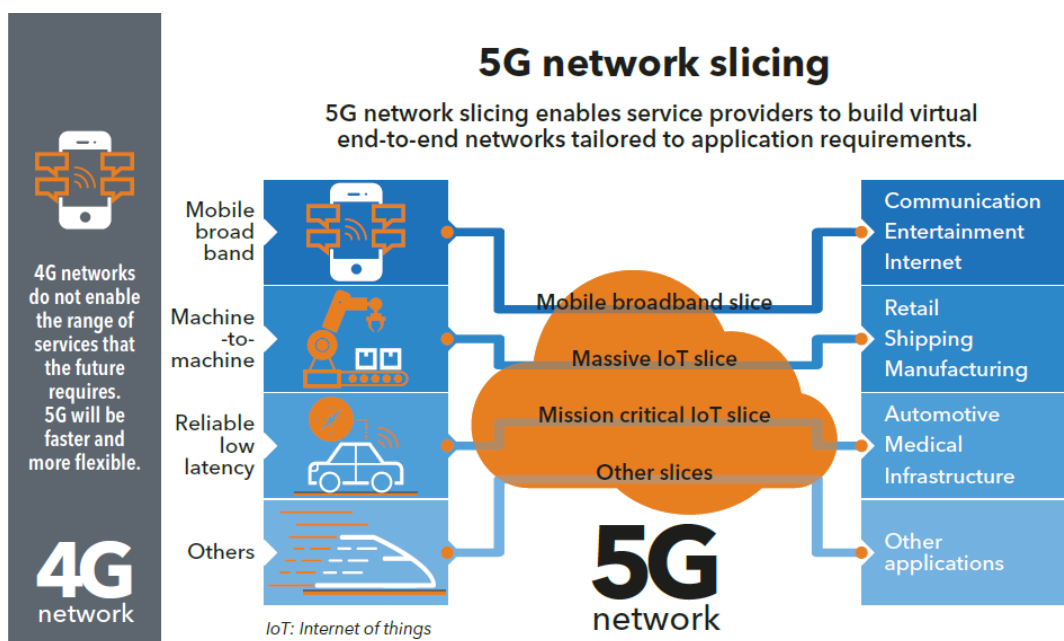 5G network slicing
5G network slicing enables service providers to build virtual
end-to-end networks tailored to application requirements.
4G networks
do not enable
the range of
services that
the future
requires.
5G will be
faster and
more flexible.
4G
network
Mobile
broad
band
Machine
-to-
machine
Reliable
low
latency
Others
Mobile broadband slice
Massive IoT slice
Mission critical IoT slice
Other slices
5G
network
Communication
Entertainment
Internet
Retail
Shipping
Manufacturing
Automotive
Medical
Infrastructure
Other
applications
IoT: Internet of things